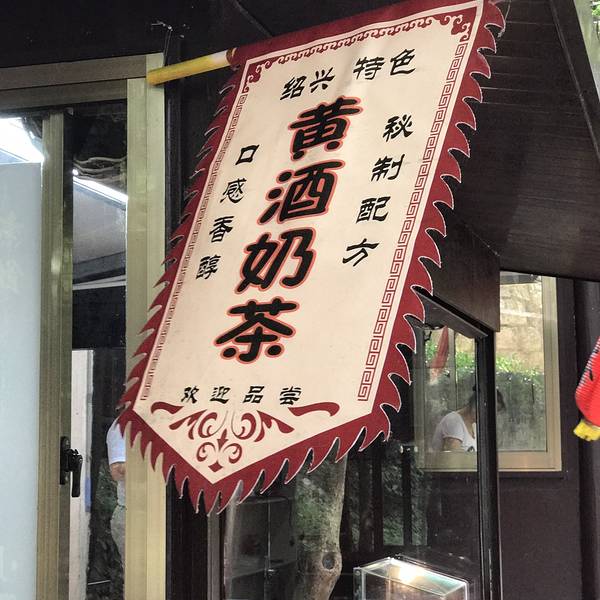 绍兴 特色
秘制配方
黄酒奶茶
口感香醇
欢迎品尝